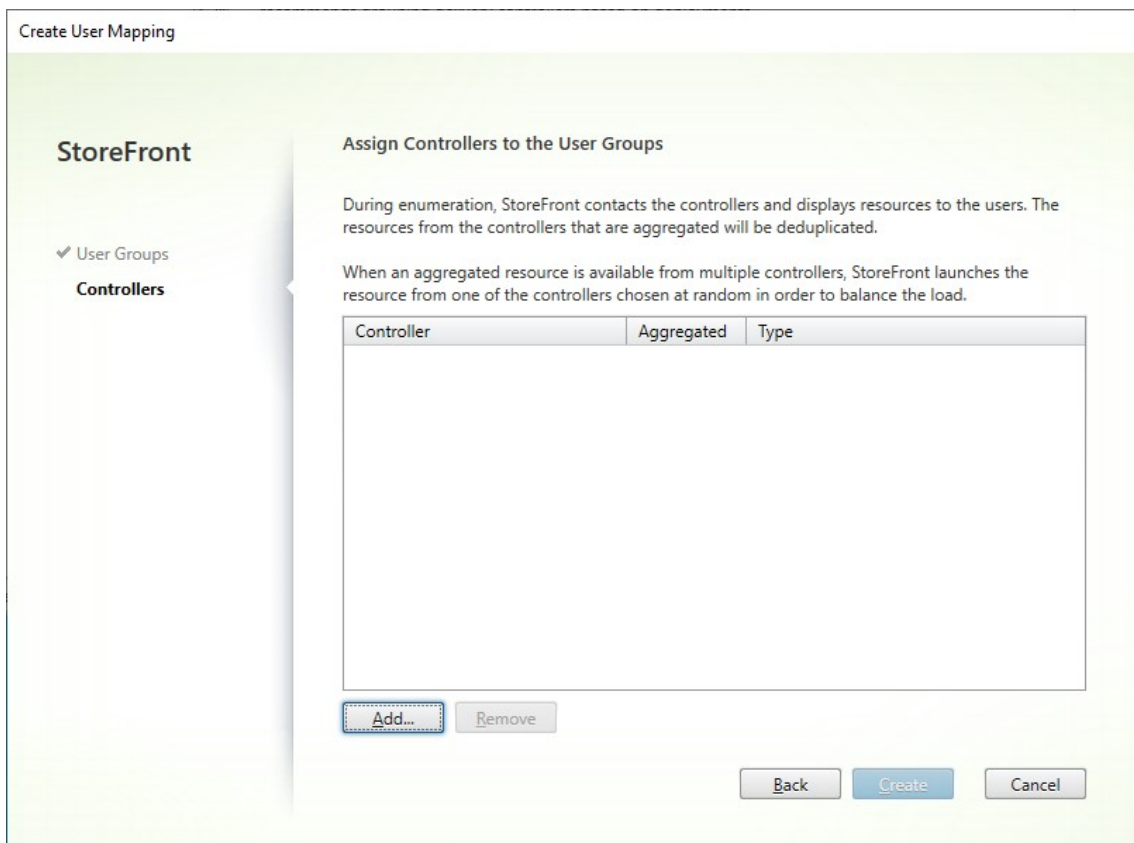 Create User Mapping
StoreFront
User Groups
Controllers
Assign Controllers to the User Groups
During enumeration, StoreFront contacts the controllers and displays resources to the users. The
resources from the controllers that are aggregated will be deduplicated.
When an aggregated resource is available from multiple controllers, StoreFront launches the
resource from one of the controllers chosen at random in order to balance the load.
Controller Aggregated Type
Add... Remove
Back Create Cancel